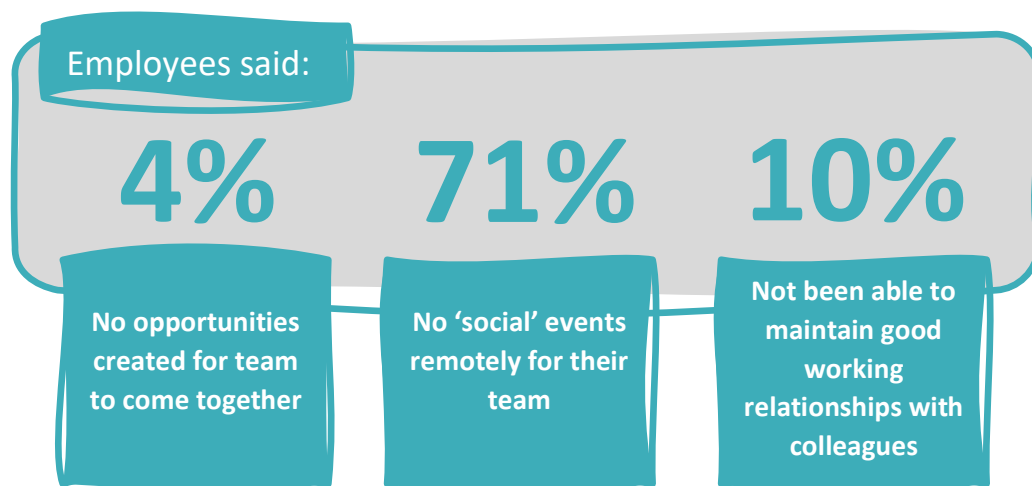 Employees said:
4%
71%
10%
No opportunities
created for team
to come together
No ‘social’ events
remotely for their
team
Not been able to
maintain good
working
relationships with
colleagues